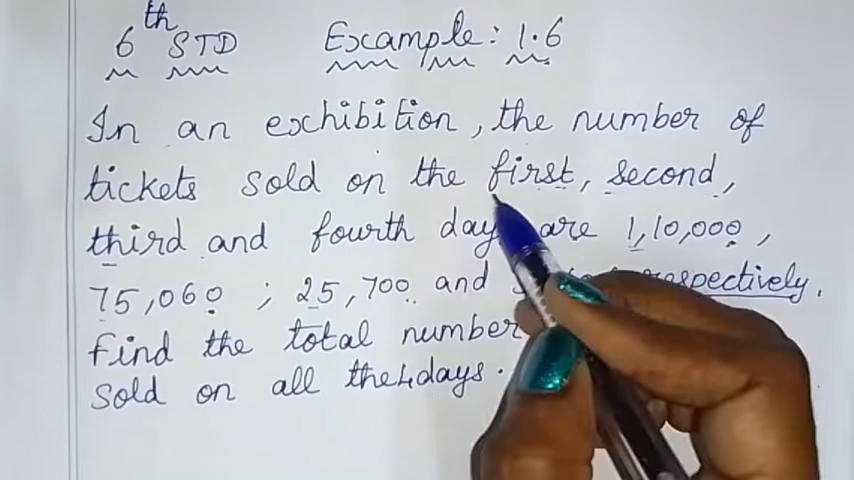 6th STD Example: 1.6
In an exhibition, the number of
tickets sold on the first, second,
third and fourth day are 1,10,000,
75,060 ; 25,700 and respectively.
Find the total number
Sold on all the 4 days.